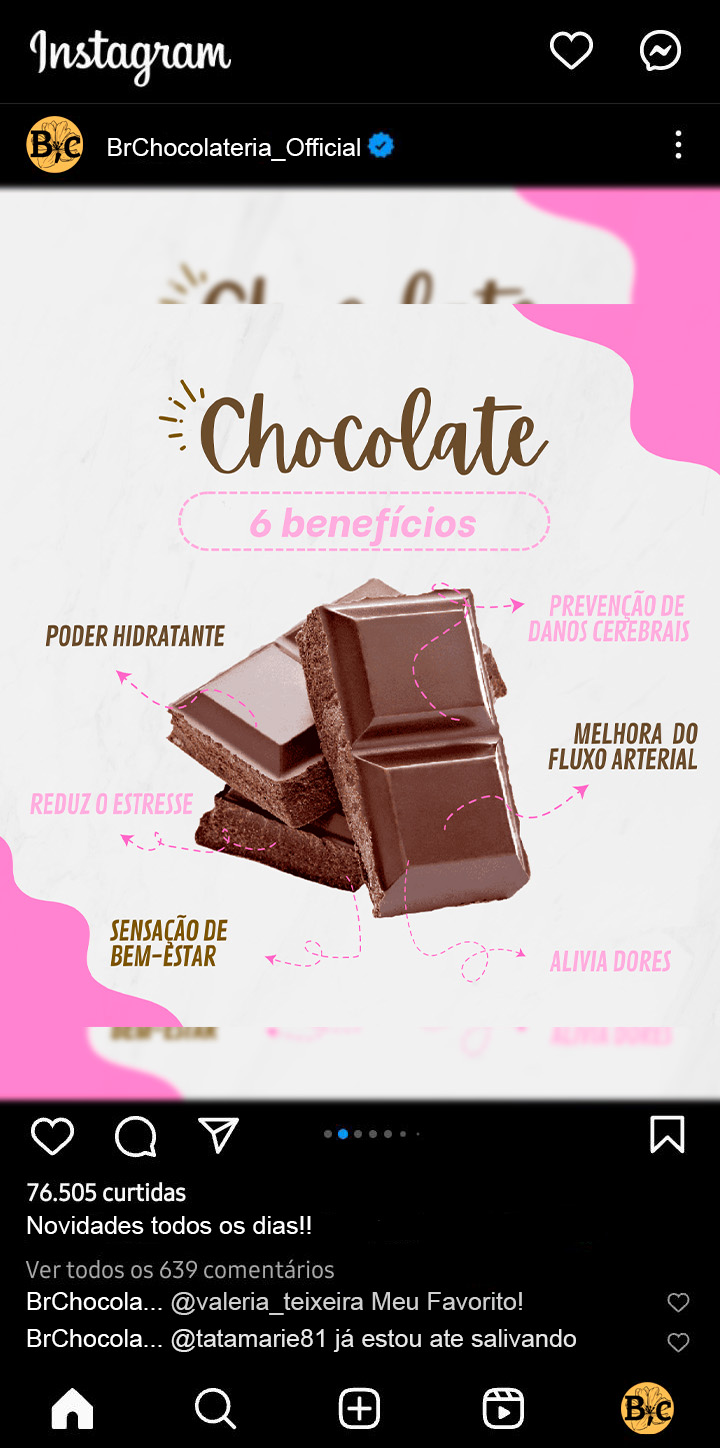 Instagram
BrChocolateria_Official
Chocolate
6 benefícios
PREVENÇÃO DE
DANOS CEREBRAIS
PODER HIDRATANTE
MELHORA DO
FLUXO ARTERIAL
REDUZ O ESTRESSE
SENSAÇÃO DE
BEM-ESTAR
ALIVIA DORES
76.505 curtidas
Novidades todos os dias!!
Ver todos os 639 comentários
BrChocola... @valeria_teixeira Meu Favorito!
BrChocola... @tatamarie81 já estou ate salivando